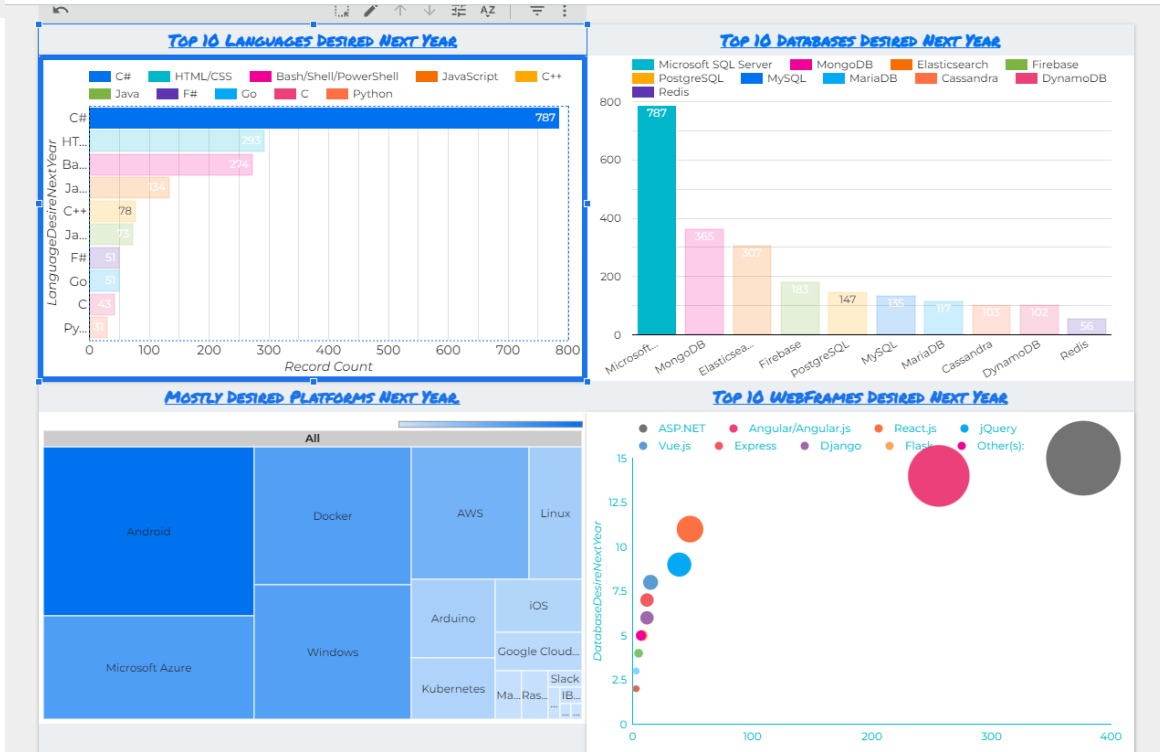 Top 10 Languages Desired Next Year
C# HTML/CSS Bash/Shell/PowerShell JavaScript C++
Java F# Go C Python
LanguageDesireNextYear
C# 787
HT... 293
Ba... 274
Ja... 134
C++ 78
Ja... 73
F# 51
Go 51
C 43
Py... 31
0 100 200 300 400 500 600 700 800
Record Count
Top 10 Databases Desired Next Year
Microsoft SQL Server MongoDB Elasticsearch Firebase
PostgreSQL MySQL MariaDB Cassandra DynamoDB
Redis
800
600
400
200
0
787 365 307 183 147 135 117 103 102 56
Microsoft... MongoDB Elasticsea... Firebase PostgreSQL MySQL MariaDB Cassandra DynamoDB Redis
Mostly Desired Platforms Next Year
All
Android
Docker
AWS
Linux
Microsoft Azure
Windows
Arduino
iOS
Google Cloud...
Kubernetes
Ma...
Ras...
Slack
...
IB...
...
...
Top 10 WebFrames Desired Next Year
ASP.NET Angular/Angular.js React.js jQuery
Vue.js Express Django Flask Other(s):
DatabaseDesireNextYear
15
12.5
10
7.5
5
2.5
0
0 100 200 300 400